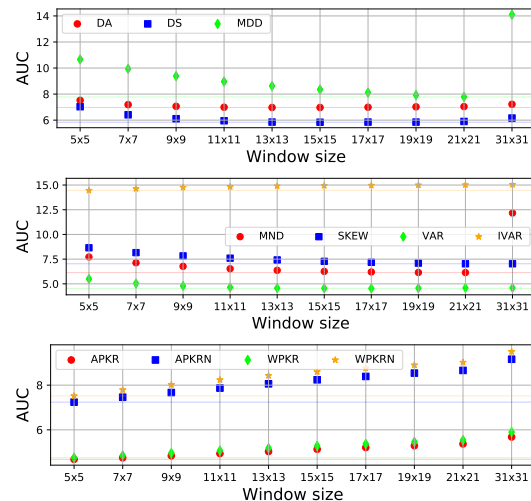 14
12
10
8
6
AUC
DA DS MDD
5x5 7x7 9x9 11x11 13x13 15x15 17x17 19x19 21x21 31x31
Window size
15.0
12.5
10.0
7.5
5.0
AUC
MND SKEW VAR IVAR
5x5 7x7 9x9 11x11 13x13 15x15 17x17 19x19 21x21 31x31
Window size
8
6
AUC
APKR APKRN WPKR WPKRN
5x5 7x7 9x9 11x11 13x13 15x15 17x17 19x19 21x21 31x31
Window size